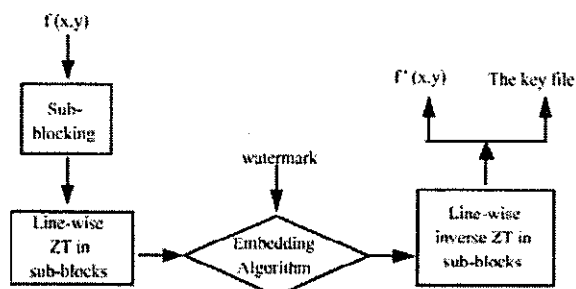 f(x,y)
Sub-
blocking
Line-wise
ZT in
sub-blocks
watermark
Embedding
Algorithm
Line-wise
inverse ZT in
sub-blocks
f'(x,y)
The key file